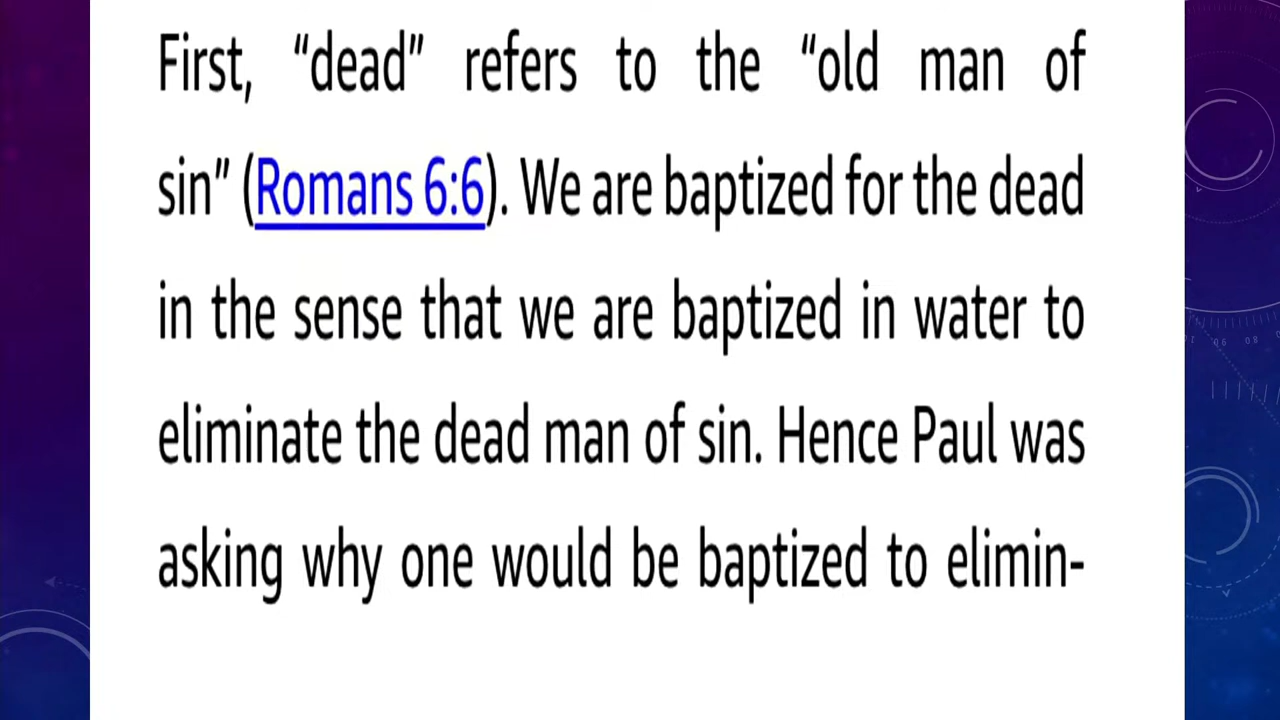 First, “dead” refers to the “old man of
sin” (Romans 6:6). We are baptized for the dead
in the sense that we are baptized in water to
eliminate the dead man of sin. Hence Paul was
asking why one would be baptized to elimin-